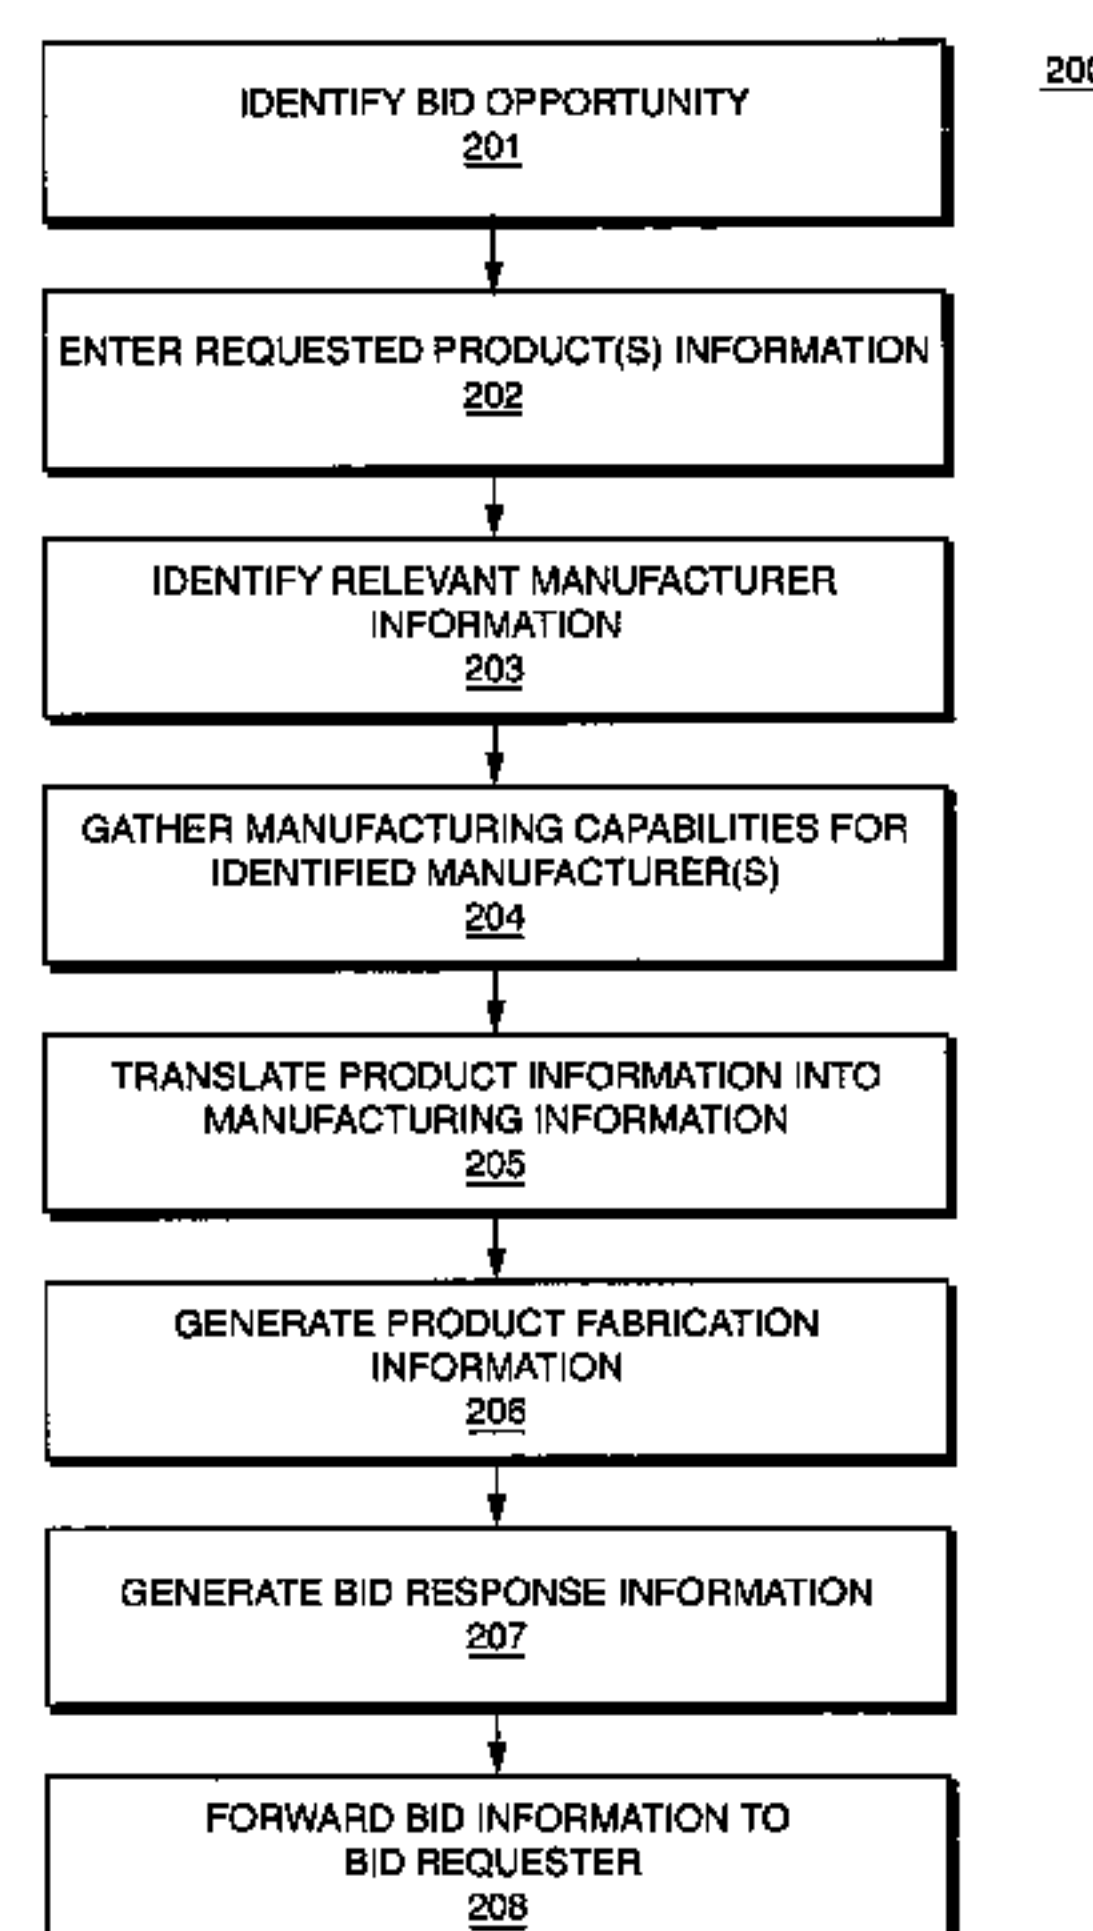 200
IDENTIFY BID OPPORTUNITY
201
ENTER REQUESTED PRODUCT(S) INFORMATION
202
IDENTIFY RELEVANT MANUFACTURER
INFORMATION
203
GATHER MANUFACTURING CAPABILITIES FOR
IDENTIFIED MANUFACTURER(S)
204
TRANSLATE PRODUCT INFORMATION INTO
MANUFACTURING INFORMATION
205
GENERATE PRODUCT FABRICATION
INFORMATION
206
GENERATE BID RESPONSE INFORMATION
207
FORWARD BID INFORMATION TO
BID REQUESTER
208